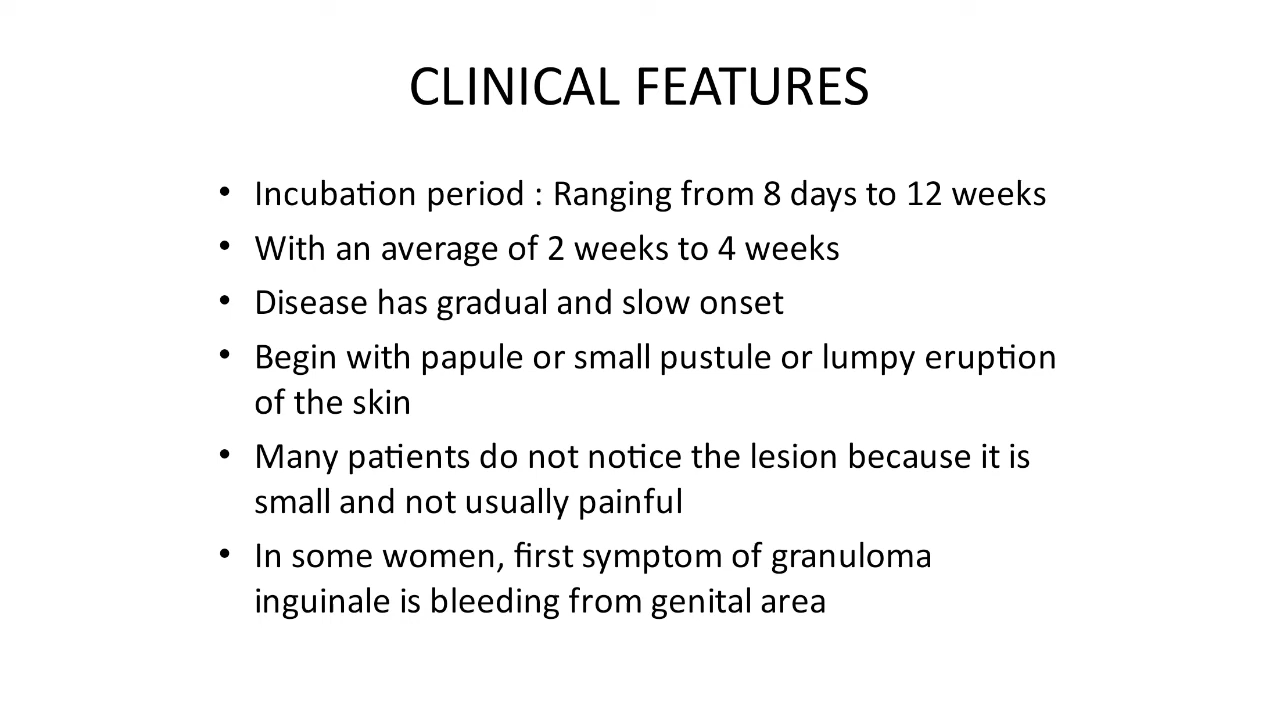 CLINICAL FEATURES
• Incubation period : Ranging from 8 days to 12 weeks
• With an average of 2 weeks to 4 weeks
• Disease has gradual and slow onset
• Begin with papule or small pustule or lumpy eruption
of the skin
• Many patients do not notice the lesion because it is
small and not usually painful
• In some women, first symptom of granuloma
inguinale is bleeding from genital area